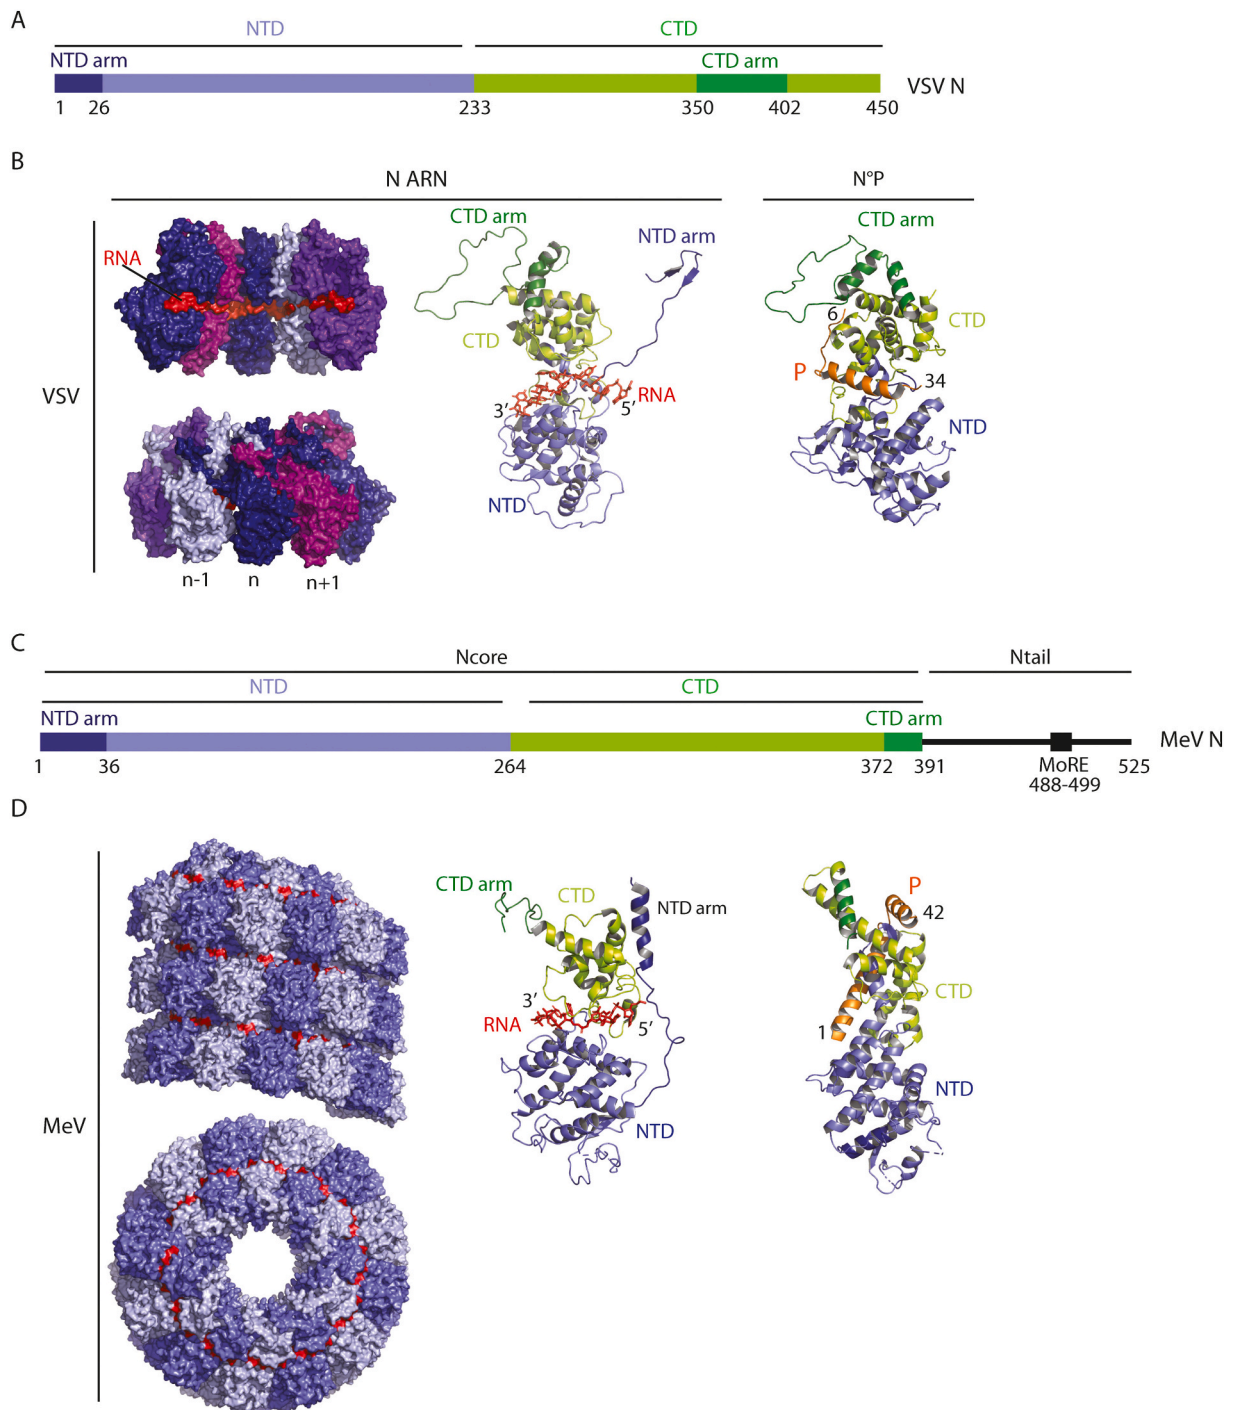 A
NTD CTD
NTD arm CTD arm
VSV N
1 26 233 350 402 450
B
N ARN N°P
CTD arm NTD arm CTD arm
RNA
6
CTD CTD
VSV
P 34
3′ 5′ RNA
NTD
NTD
n-1 n n+1
C
Ncore Ntail
NTD CTD
NTD arm CTD arm
MeV N
1 36 264 372 391 MoRE 525
488-499
D
CTD arm CTD NTD arm P
42
3′ CTD
RNA 5′ 1
NTD
MeV NTD